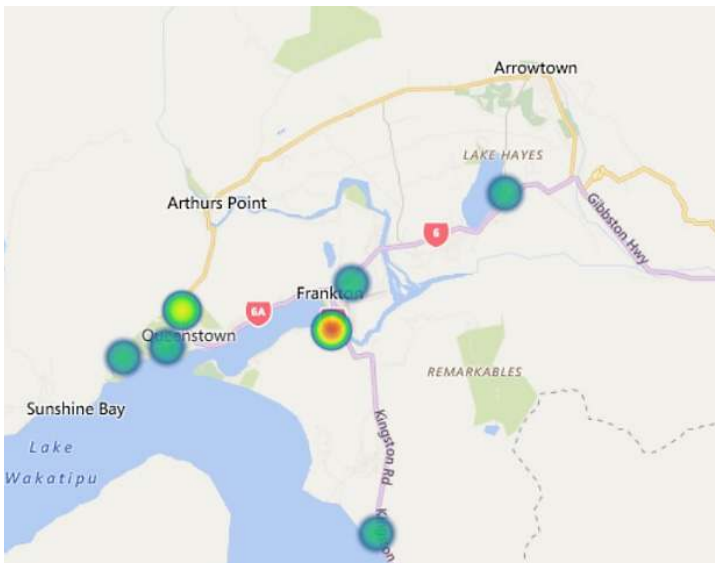 Arrowtown
LAKE HAYES
Arthurs Point
Gibbston Hwy
6
Frankton
6A
Queenstown
REMARKABLES
Sunshine Bay
Kingston Rd
Lake
Wakatipu